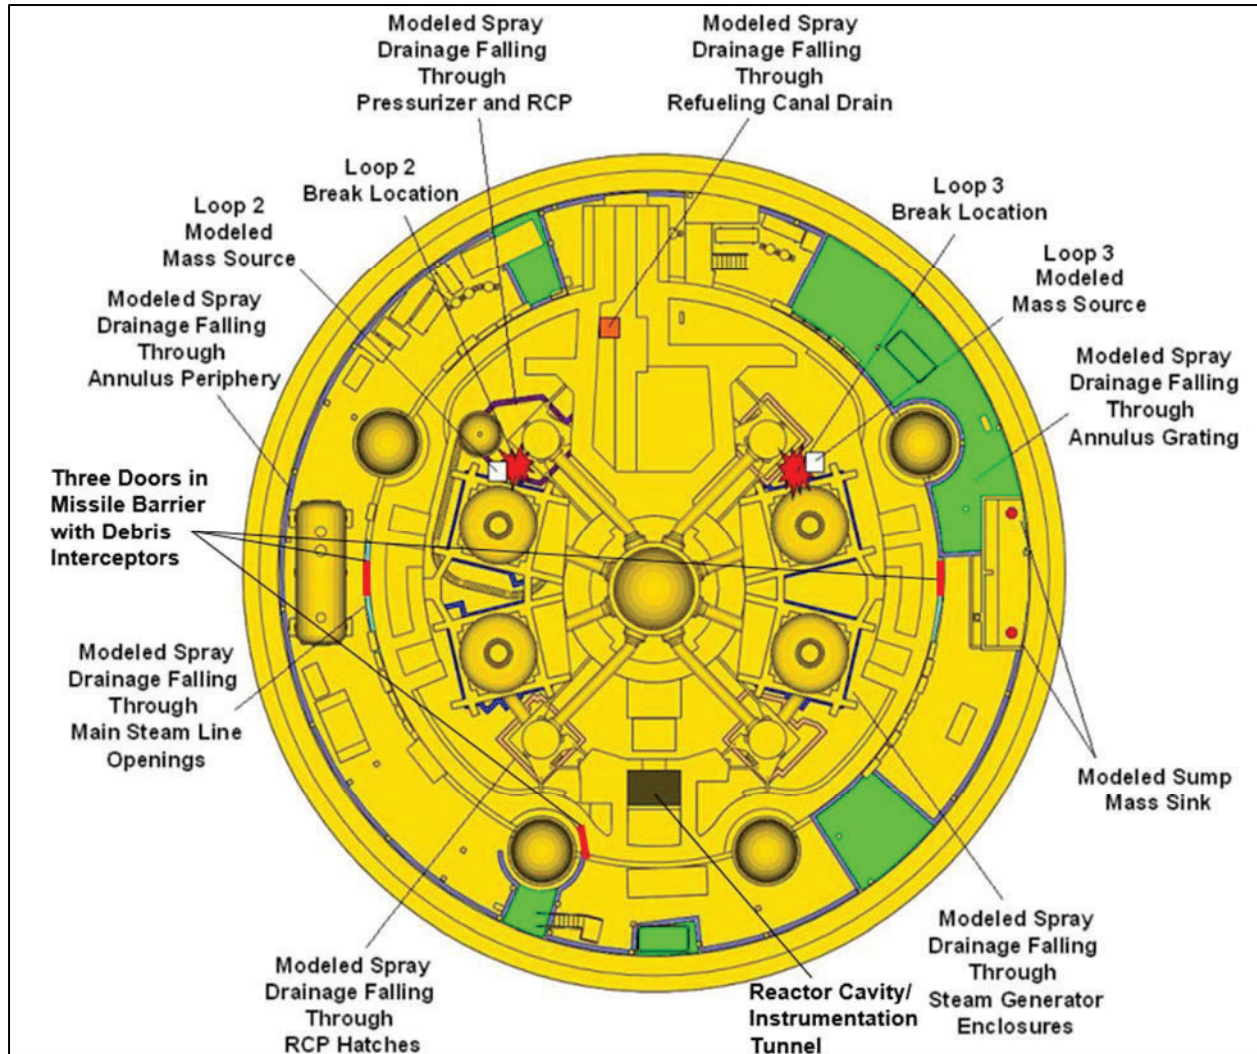 Modeled Spray
Drainage Falling
Through
Pressurizer and RCP
Modeled Spray
Drainage Falling
Through
Refueling Canal Drain
Loop 2
Break Location
Loop 3
Break Location
Loop 2
Modeled
Mass Source
Loop 3
Modeled
Mass Source
Modeled Spray
Drainage Falling
Through
Annulus Periphery
Modeled Spray
Drainage Falling
Through
Annulus Grating
Three Doors in
Missile Barrier
with Debris
Interceptors
Modeled Spray
Drainage Falling
Through
Main Steam Line
Openings
Modeled Sump
Mass Sink
Modeled Spray
Drainage Falling
Through
RCP Hatches
Reactor Cavity/
Instrumentation
Tunnel
Modeled Spray
Drainage Falling
Through
Steam Generator
Enclosures